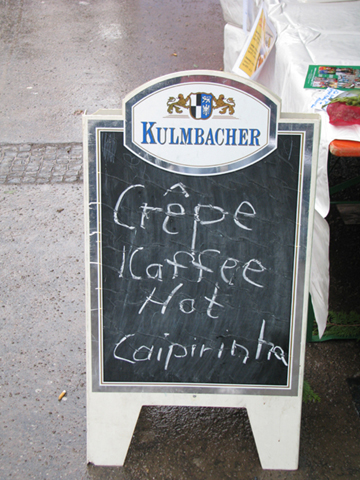 KULMBACHER
Crêpe
Kaffee
Hot
Caipirinha